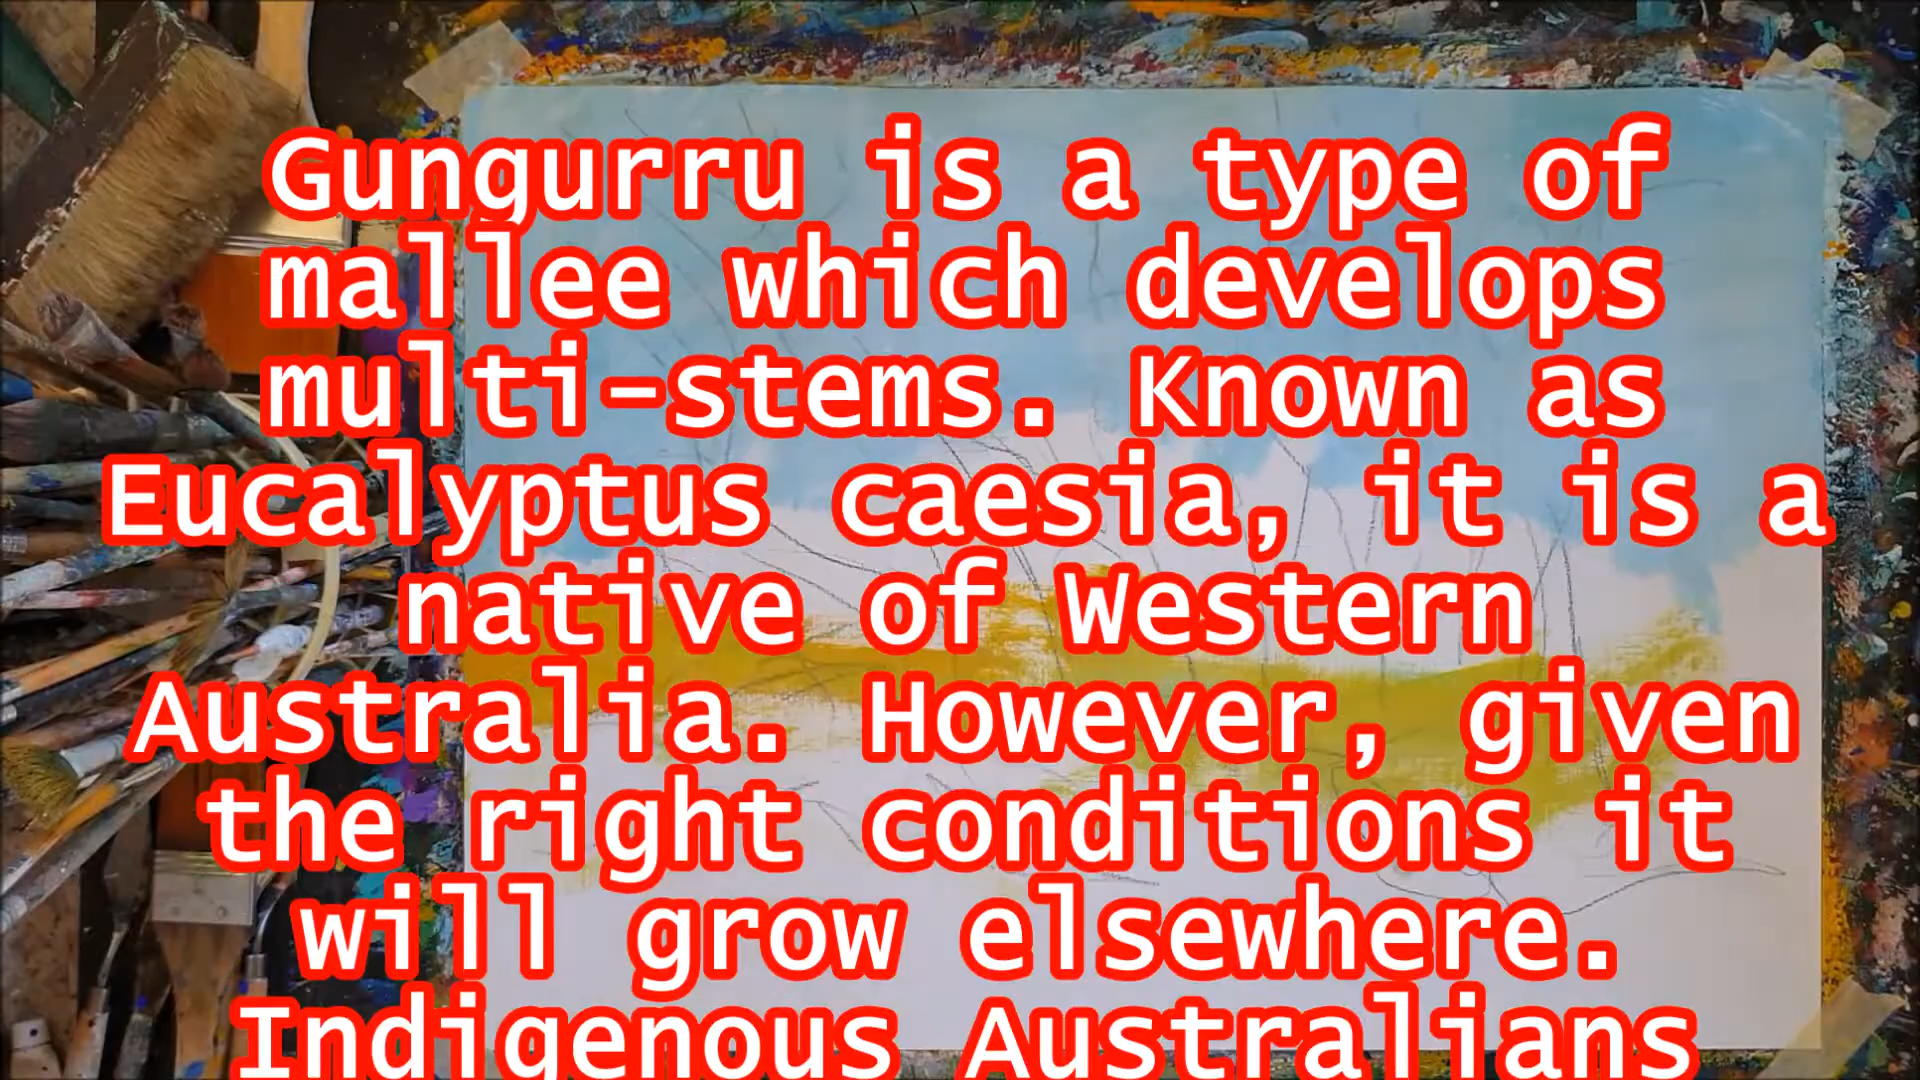 Gungurru is a type of
mallee which develops
multi-stems. Known as
Eucalyptus caesia, it is a
native of Western
Australia. However, given
the right conditions it
will grow elsewhere.
Indigenous Australians